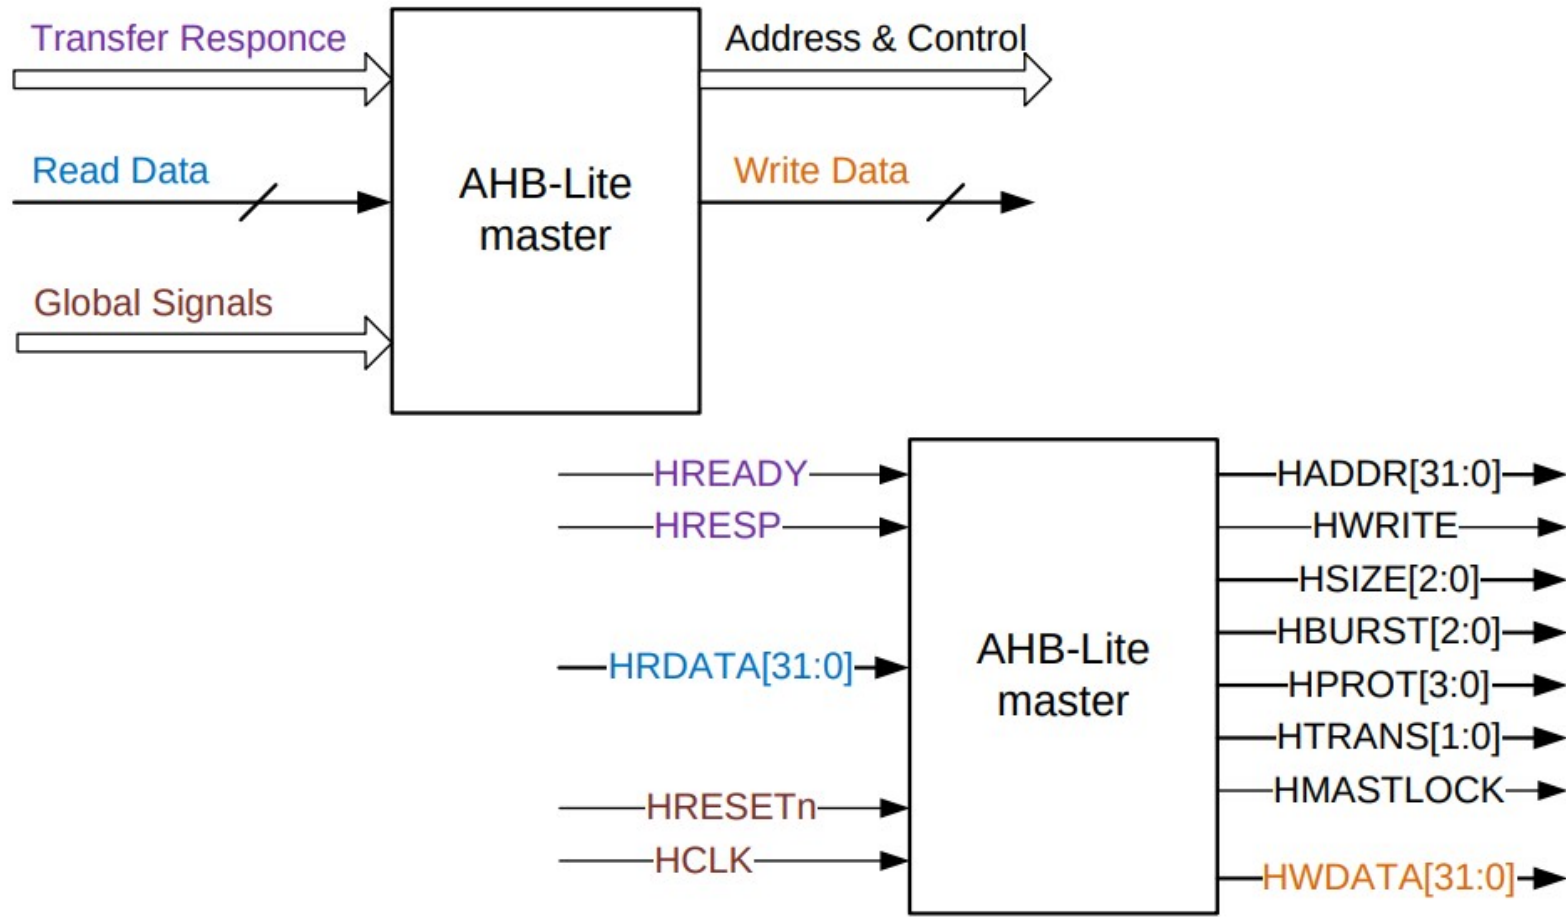 Transfer Responce
Address & Control
Read Data
Write Data
AHB-Lite
master
Global Signals
HREADY
HRESP
HRDATA[31:0]
HRESETn
HCLK
AHB-Lite
master
HADDR[31:0]
HWRITE
HSIZE[2:0]
HBURST[2:0]
HPROT[3:0]
HTRANS[1:0]
HMASTLOCK
HWDATA[31:0]